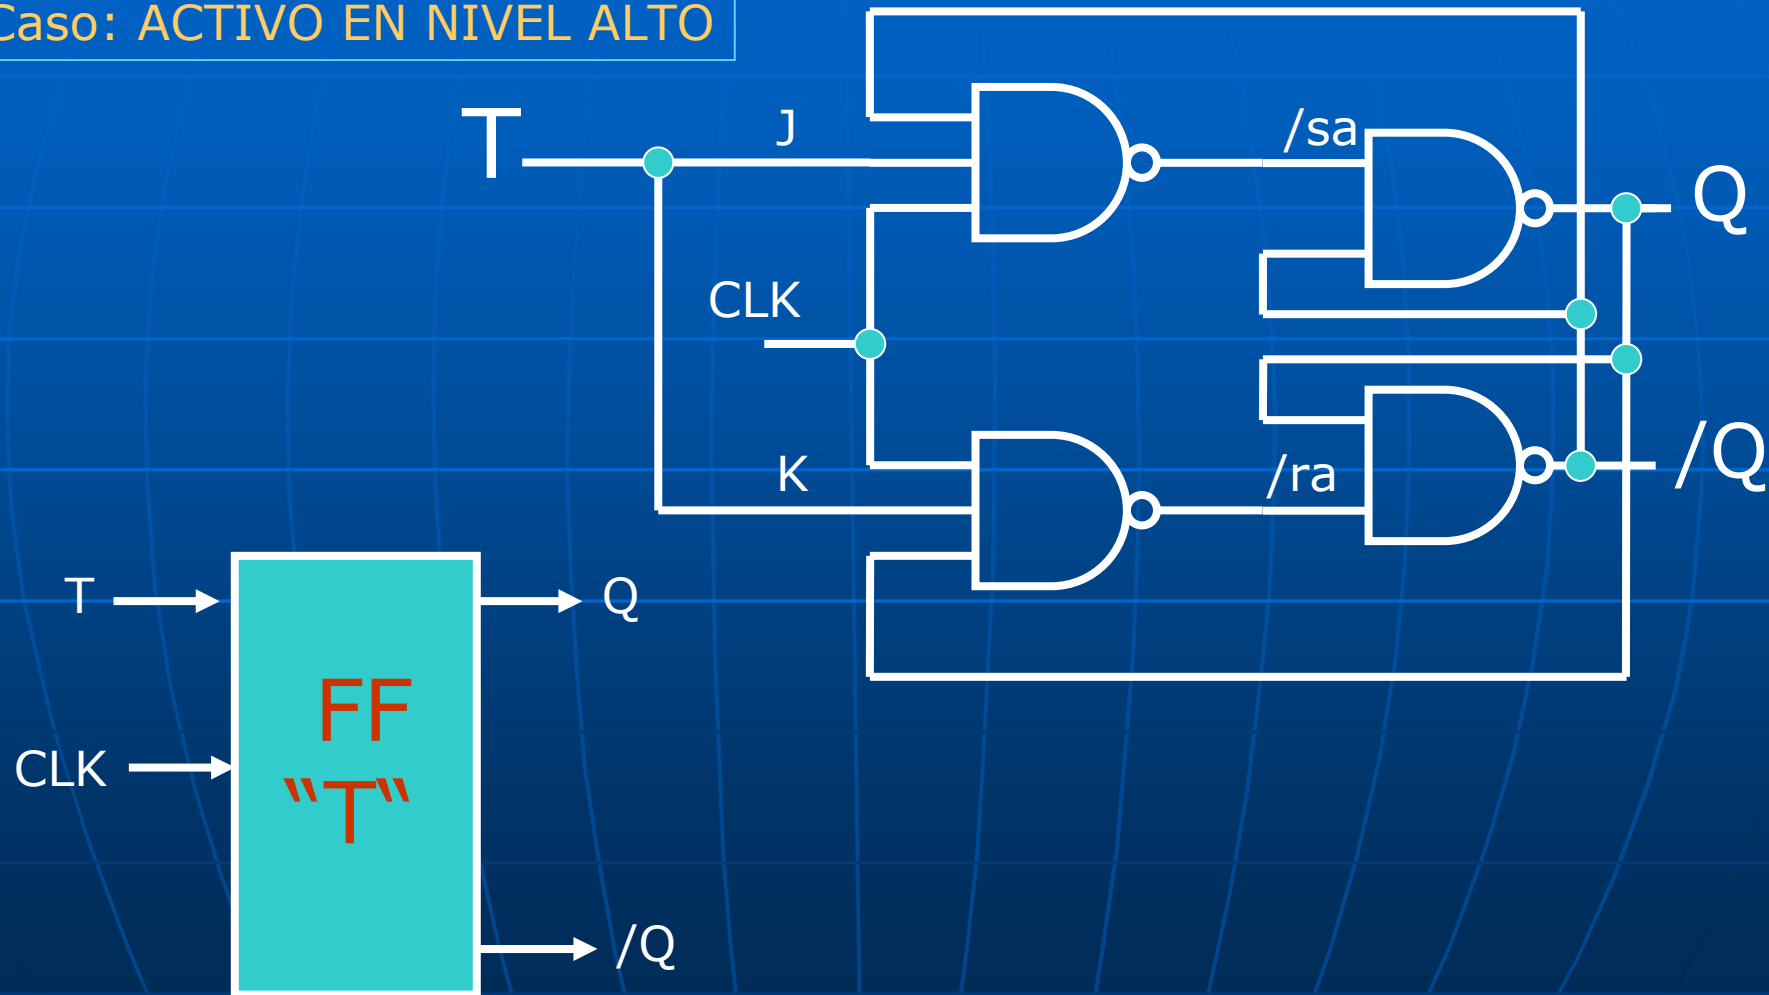 Caso: ACTIVO EN NIVEL ALTO
T
J
/sa
Q
CLK
K
/ra
/Q
T
Q
FF
‟T‟
CLK
/Q